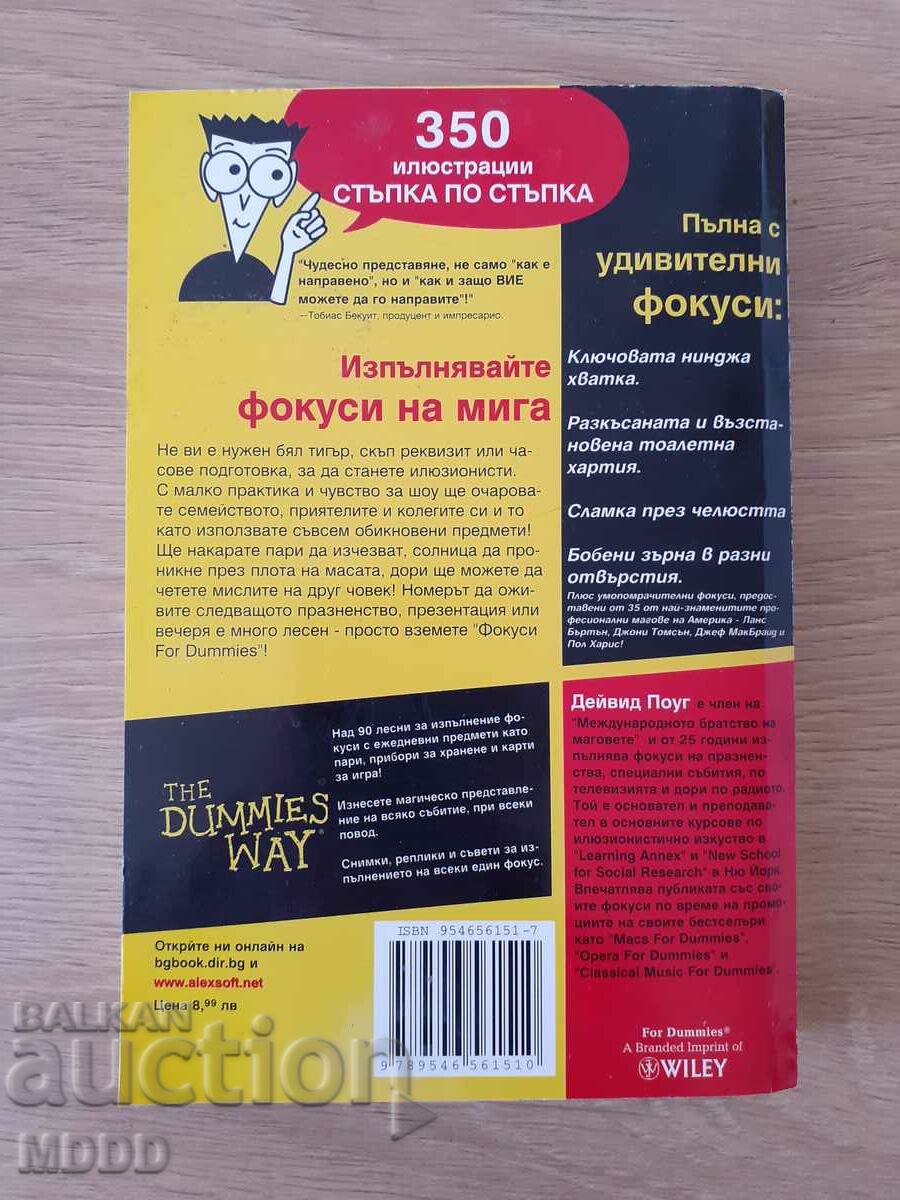 350
илюстрации
СТЪПКА ПО СТЪПКА
"Чудесно представяне, не само "как е
направено", но и "как и защо ВИЕ
можете да го направите"!"
—Тобиас Бекуит, продуцент и импресарио.
Изпълнявайте
фокуси на мига
Не ви е нужен бял тигър, скъп реквизит или ча-
сове подготовка, за да станете илюзионисти.
С малко практика и чувство за шоу ще очарова-
те семейството, приятелите и колегите си и то
като използвате съвсем обикновени предмети!
Ще накарате пари да изчезват, солница да про-
никне през плота на масата, дори ще можете да
четете мислите на друг човек! Номерът да ожи-
вите следващото празненство, презентация или
вечеря е много лесен - просто вземете "Фокуси
For Dummies"!
Пълна с
удивителни
фокуси:
Ключовата нинджа
хватка.
Разкъсаната и възста-
новена тоалетна
хартия.
Сламка през челюстта
Бобени зърна в разни
отвърстия.
Плюс умопомрачителни фокуси, предос-
тавени от 35 от най-знаменитите про-
фесионални магове на Америка - Ланс
Бъртън, Джони Томсън, Джеф МакБрайд и
Пол Харис!
THE
DUMMIES
WAY®
Над 90 лесни за изпълнение фо-
куси с ежедневни предмети като
пари, прибори за хранене и карти
за игра!
Изнесете магическо представле-
ние на всяко събитие, при всеки
повод.
Снимки, реплики и съвети за из-
пълнението на всеки един фокус.
Дейвид Поуг е член на
"Международното братство на
маговете" и от 25 години из-
пълнява фокуси на празнен-
ства, специални събития, по
телевизията и дори по радиото.
Той е основател и преподава-
тел в основните курсове по
илюзионистично изкуство в
"Learning Annex" и "New School
for Social Research" в Ню Йорк.
Впечатлява публиката със сво-
ите фокуси по време на промо-
циите на своите бестселъри
като "Macs For Dummies",
"Opera For Dummies" и
"Classical Music For Dummies".
Открйте ни онлайн на
bgbook.dir.bg и
www.alexsoft.net
Цена 8,99 лв
ISBN 954656151-7
9 789546 561510
For Dummies®
A Branded Imprint of
WILEY
BALKAN
auction
MDDD